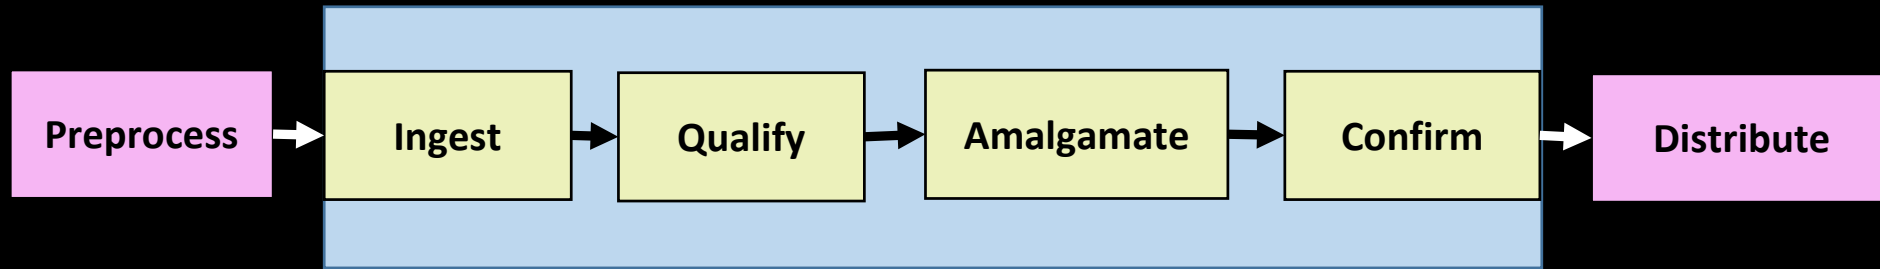 Preprocess
Ingest
Qualify
Amalgamate
Confirm
Distribute